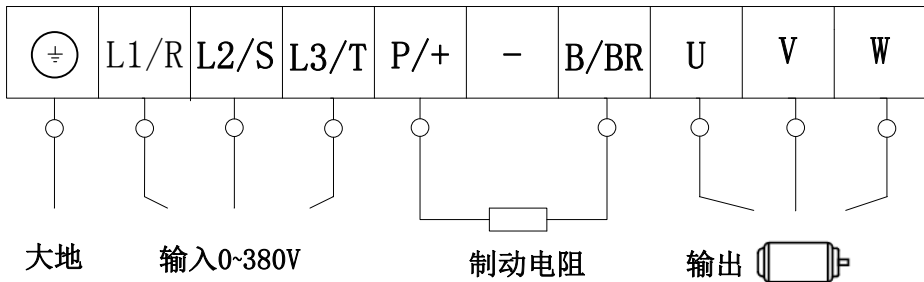 L1/R L2/S L3/T P/+ - B/BR U V W
大地 输入0~380V 制动电阻 输出